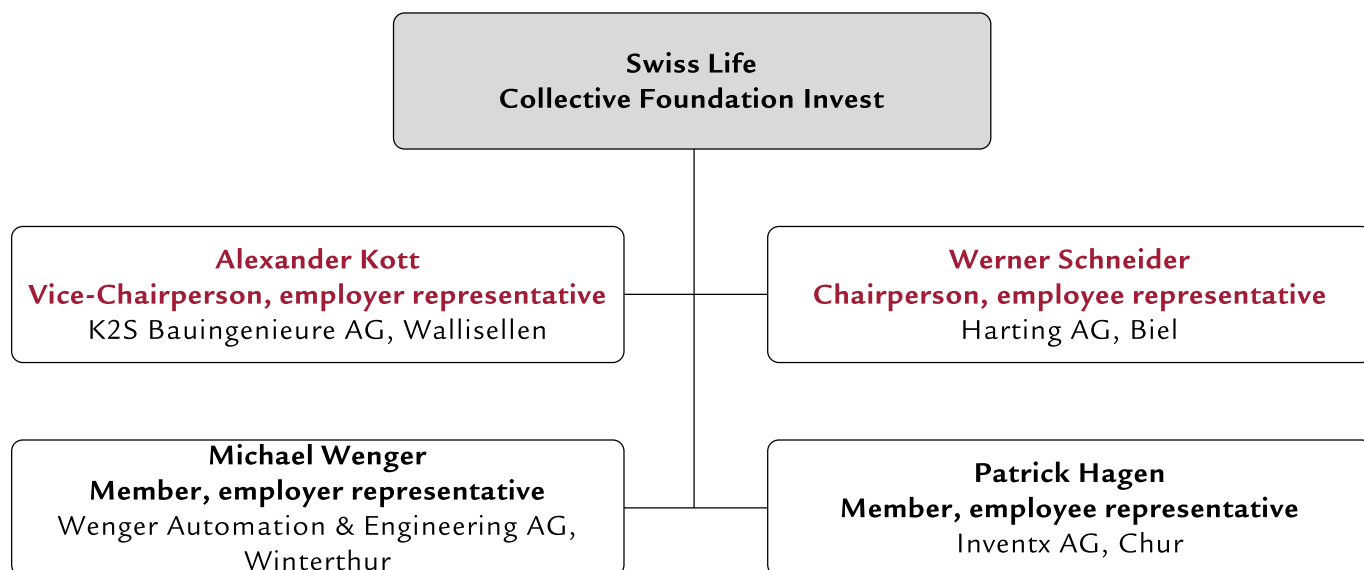 Swiss Life
Collective Foundation Invest
Alexander Kott
Vice-Chairperson, employer representative
K2S Bauingenieure AG, Wallisellen
Werner Schneider
Chairperson, employee representative
Harting AG, Biel
Michael Wenger
Member, employer representative
Wenger Automation & Engineering AG,
Winterthur
Patrick Hagen
Member, employee representative
Inventx AG, Chur